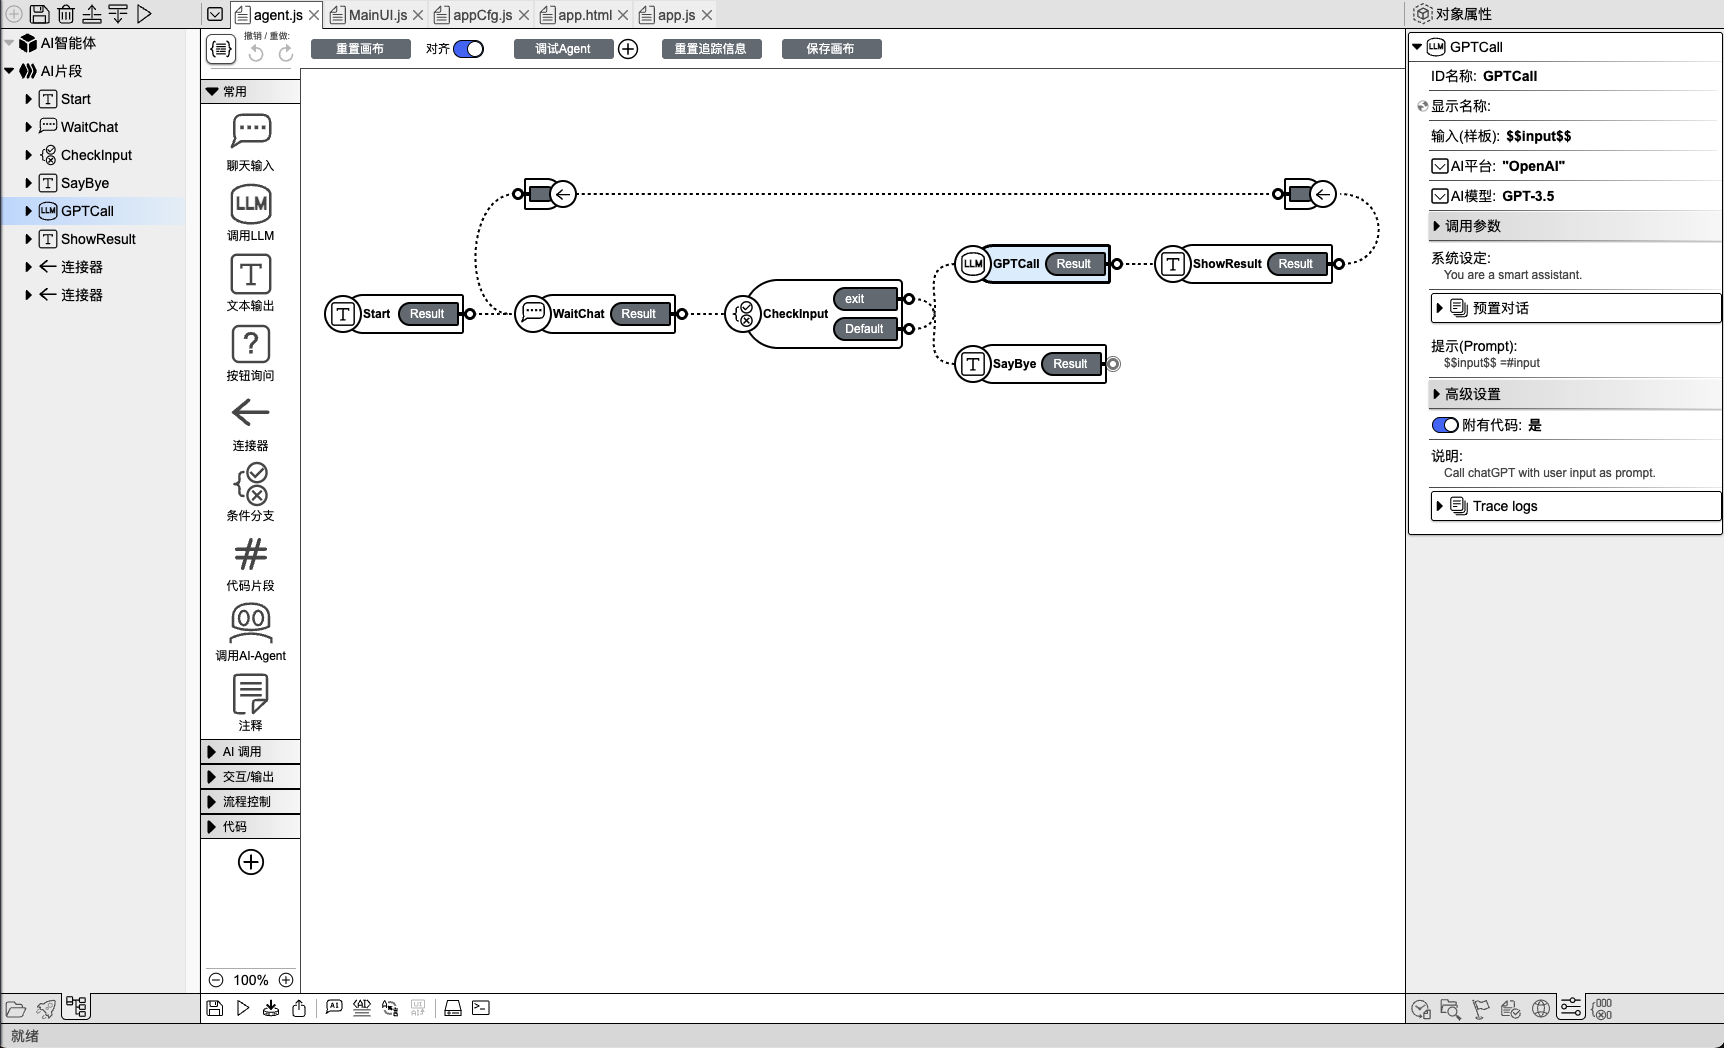 agent.js
MainUI.js
appCfg.js
app.html
app.js
对象属性
AI智能体
AI片段
Start
WaitChat
CheckInput
SayBye
GPTCall
ShowResult
连接器
连接器
撤销 / 重做:
重置画布
对齐
调试Agent
重置追踪信息
保存画布
常用
聊天输入
LLM
调用LLM
T
文本输出
?
按钮询问
连接器
条件分支
#
代码片段
调用AI-Agent
注释
AI 调用
交互/输出
流程控制
代码
100%
T Start Result
WaitChat Result
CheckInput
exit
Default
LLM GPTCall Result
T ShowResult Result
T SayBye Result
LLM GPTCall
ID名称: GPTCall
显示名称:
输入(样板): $$input$$
AI平台: "OpenAI"
AI模型: GPT-3.5
调用参数
系统设定:
You are a smart assistant.
预置对话
提示(Prompt):
$$input$$ =#input
高级设置
附有代码: 是
说明:
Call chatGPT with user input as prompt.
Trace logs
就绪